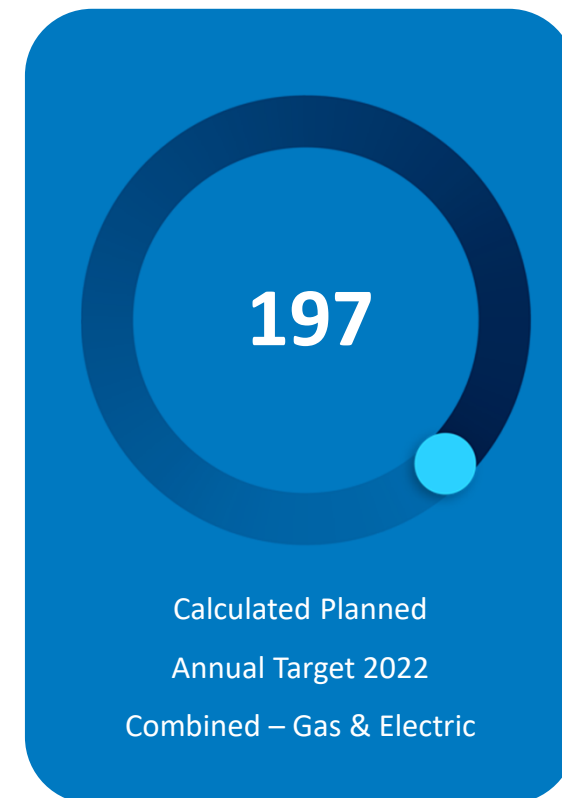 197
Calculated Planned
Annual Target 2022
Combined – Gas & Electric